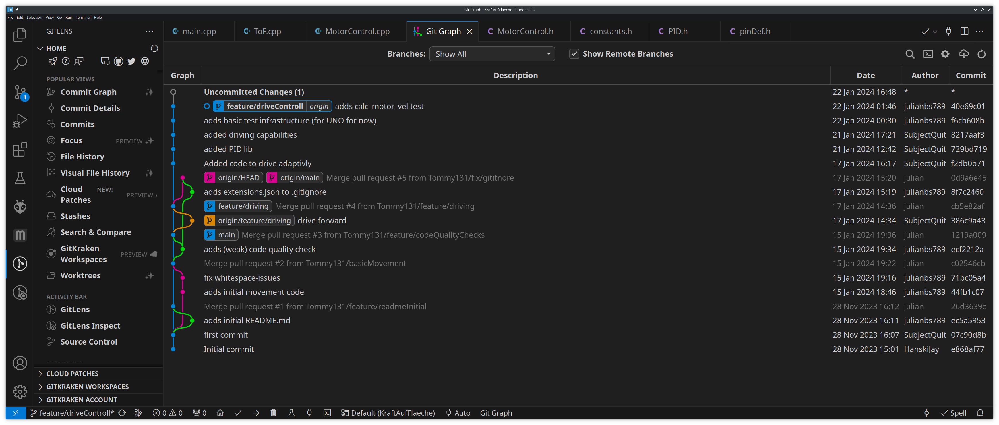 Git Graph - KraftAufFlaeche - Code - OSS
File Edit Selection View Go Run Terminal Help
GITLENS
HOME
POPULAR VIEWS
Commit Graph
Commit Details
Commits
Focus PREVIEW
File History
Visual File History
Cloud Patches NEW! PREVIEW
Stashes
Search & Compare
GitKraken Workspaces PREVIEW
Worktrees
ACTIVITY BAR
GitLens
GitLens Inspect
Source Control
CLOUD PATCHES
GITKRAKEN WORKSPACES
GITKRAKEN ACCOUNT
1
m
main.cpp ToF.cpp MotorControl.cpp Git Graph MotorControl.h constants.h PID.h pinDef.h
Branches: Show All Show Remote Branches
Graph Description Date Author Commit
Uncommitted Changes (1) 22 Jan 2024 16:48 * *
feature/driveControll origin adds calc_motor_vel test 22 Jan 2024 01:46 julianbs789 40e69c01
adds basic test infrastructure (for UNO for now) 22 Jan 2024 00:30 julianbs789 f6cb608b
added driving capabilities 21 Jan 2024 17:21 SubjectQuit 8217aaf3
added PID lib 21 Jan 2024 12:42 SubjectQuit 729bd719
Added code to drive adaptivly 17 Jan 2024 16:17 SubjectQuit f2db0b71
origin/HEAD origin/main Merge pull request #5 from Tommy131/fix/gititnore 17 Jan 2024 15:20 julian 0d9a6e45
adds extensions.json to .gitignore 17 Jan 2024 15:19 julianbs789 8f7c2460
feature/driving Merge pull request #4 from Tommy131/feature/driving 17 Jan 2024 14:36 julian cb5e82af
origin/feature/driving drive forward 17 Jan 2024 14:34 SubjectQuit 386c9a43
main Merge pull request #3 from Tommy131/feature/codeQualityChecks 15 Jan 2024 19:36 julian 1219a009
adds (weak) code quality check 15 Jan 2024 19:34 julianbs789 ecf2212a
Merge pull request #2 from Tommy131/basicMovement 15 Jan 2024 19:22 julian c02546cb
fix whitespace-issues 15 Jan 2024 19:16 julianbs789 71bc05a4
adds initial movement code 15 Jan 2024 18:46 julianbs789 44fb1c07
Merge pull request #1 from Tommy131/feature/readmeInitial 28 Nov 2023 16:12 julian 26d3639c
adds initial README.md 28 Nov 2023 16:11 julianbs789 ec5a5953
first commit 28 Nov 2023 16:07 SubjectQuit 07c90d8b
Initial commit 28 Nov 2023 15:01 HanskiJay e868af77
feature/driveControll* 0 0 0 Default (KraftAufFlaeche) Auto Git Graph Spell